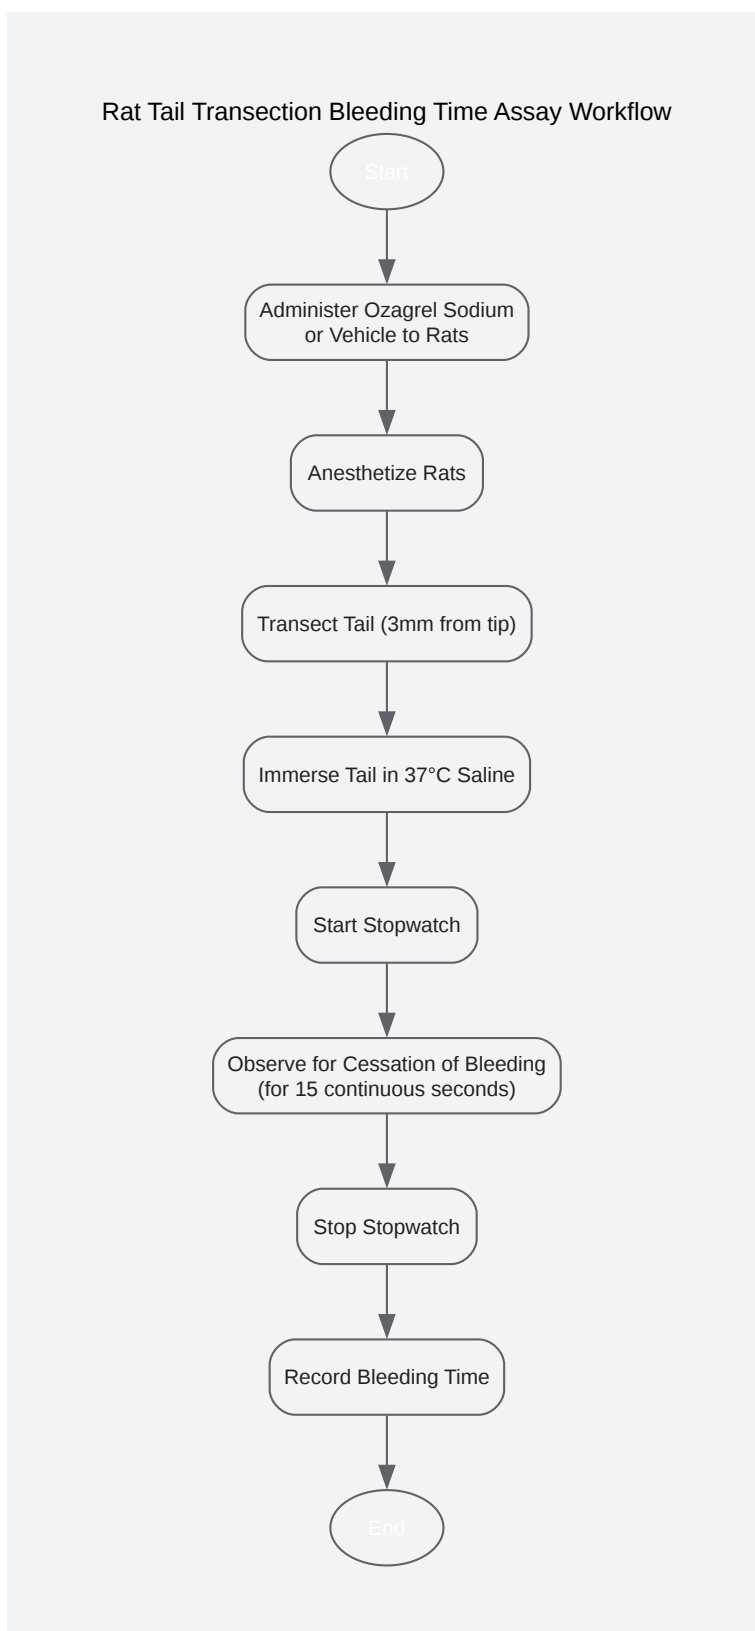 Rat Tail Transection Bleeding Time Assay Workflow
Start
Administer Ozagrel Sodium
or Vehicle to Rats
Anesthetize Rats
Transect Tail (3mm from tip)
Immerse Tail in 37°C Saline
Start Stopwatch
Observe for Cessation of Bleeding
(for 15 continuous seconds)
Stop Stopwatch
Record Bleeding Time
End